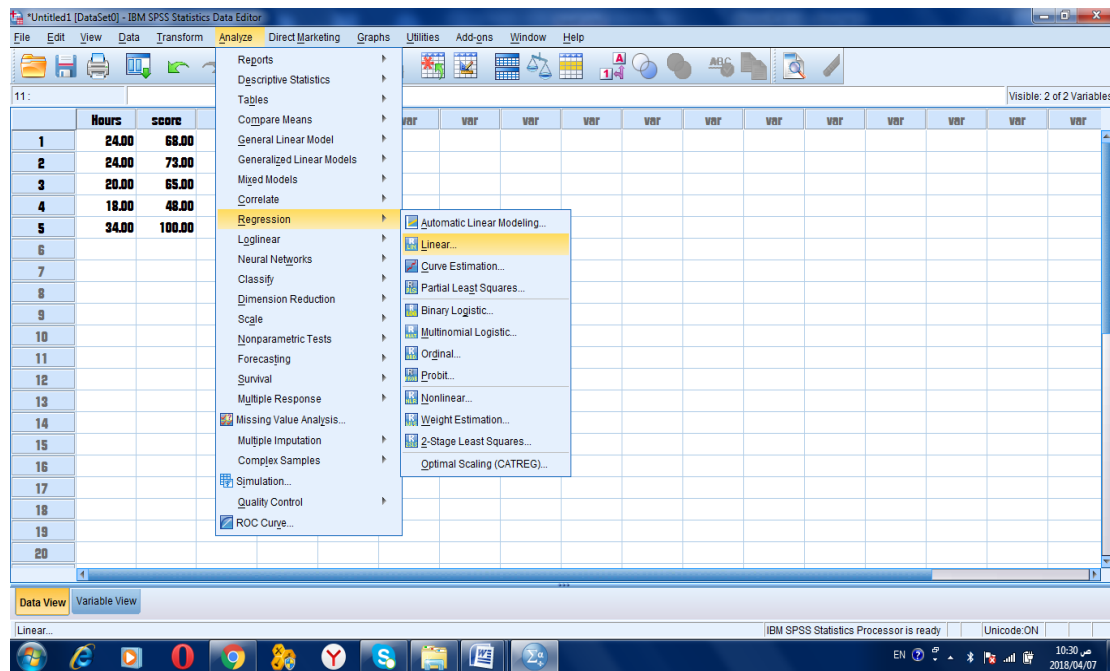 *Untitled1 [DataSet0] - IBM SPSS Statistics Data Editor
File Edit View Data Transform Analyze Direct Marketing Graphs Utilities Add-ons Window Help
11 :
Visible: 2 of 2 Variables
Hours score var var var var var var var var var var var var
1 24.00 68.00
2 24.00 73.00
3 20.00 65.00
4 18.00 48.00
5 34.00 100.00
6
7
8
9
10
11
12
13
14
15
16
17
18
19
20
Reports
Descriptive Statistics
Tables
Compare Means
General Linear Model
Generalized Linear Models
Mixed Models
Correlate
Regression
Loglinear
Neural Networks
Classify
Dimension Reduction
Scale
Nonparametric Tests
Forecasting
Survival
Multiple Response
Missing Value Analysis...
Multiple Imputation
Complex Samples
Simulation...
Quality Control
ROC Curve...
Automatic Linear Modeling...
Linear...
Curve Estimation...
Partial Least Squares...
Binary Logistic...
Multinomial Logistic...
Ordinal...
Probit...
Nonlinear...
Weight Estimation...
2-Stage Least Squares...
Optimal Scaling (CATREG)...
Data View Variable View
Linear...
IBM SPSS Statistics Processor is ready
Unicode:ON
EN
10:30 ص
2018/04/07